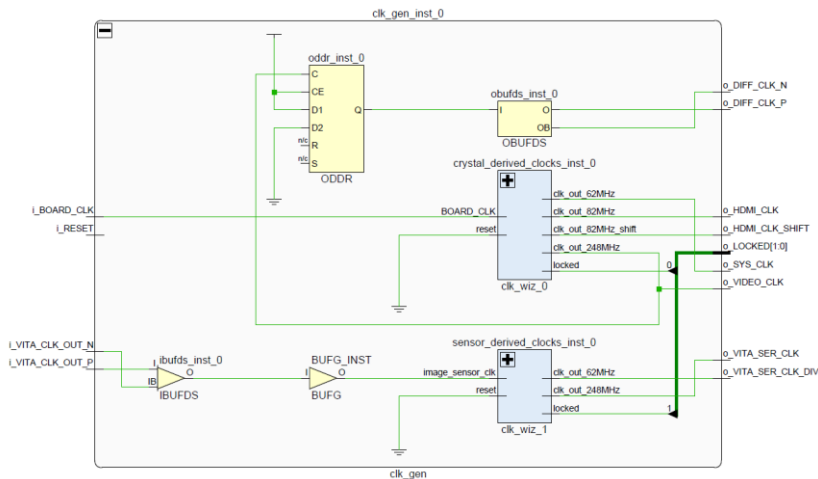 clk_gen_inst_0
oddr_inst_0
C
CE
D1
D2
R
S
Q
n/c
n/c
ODDR
obufds_inst_0
I
O
OB
OBUFDS
o_DIFF_CLK_N
o_DIFF_CLK_P
crystal_derived_clocks_inst_0
i_BOARD_CLK
i_RESET
BOARD_CLK
reset
clk_out_62MHz
clk_out_82MHz
clk_out_82MHz_shift
clk_out_248MHz
locked
0
clk_wiz_0
o_HDMI_CLK
o_HDMI_CLK_SHIFT
o_LOCKED[1:0]
o_SYS_CLK
o_VIDEO_CLK
i_VITA_CLK_OUT_N
i_VITA_CLK_OUT_P
ibufds_inst_0
I
IB
O
IBUFDS
BUFG_INST
I
O
BUFG
sensor_derived_clocks_inst_0
image_sensor_clk
reset
clk_out_62MHz
clk_out_248MHz
locked
1
clk_wiz_1
o_VITA_SER_CLK
o_VITA_SER_CLK_DIV
clk_gen